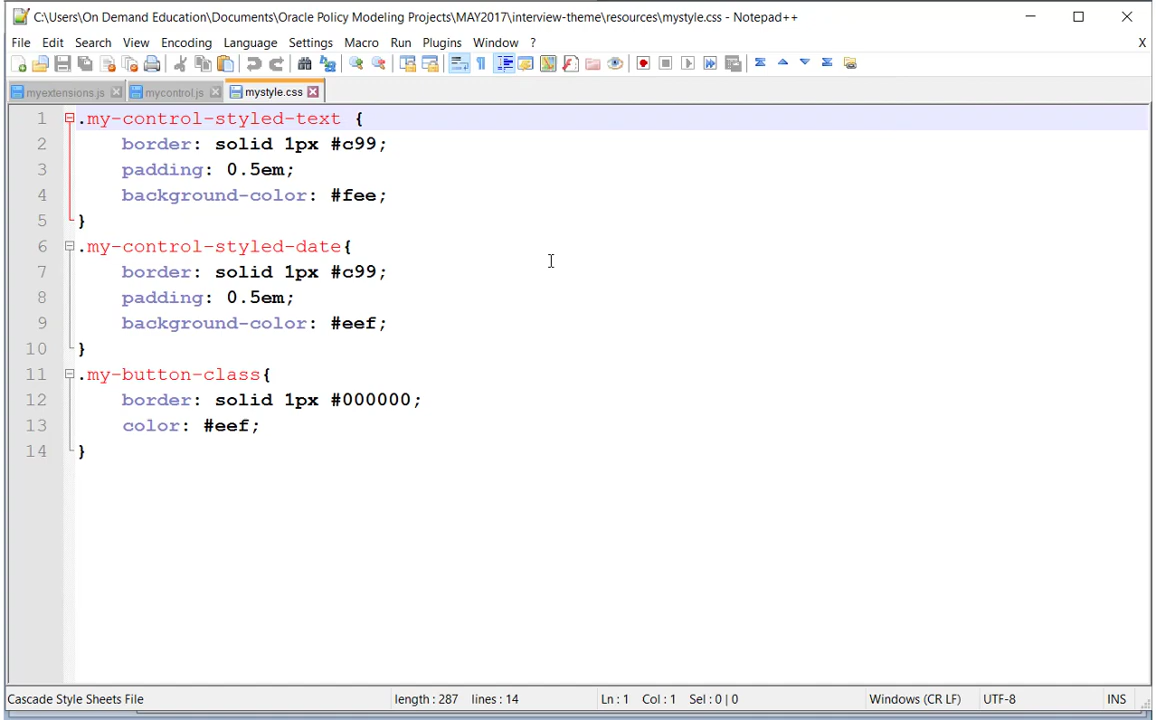 C:\Users\On Demand Education\Documents\Oracle Policy Modeling Projects\MAY2017\interview-theme\resources\mystyle.css - Notepad++
File Edit Search View Encoding Language Settings Macro Run Plugins Window ? X
myextensions.js mycontrol.js mystyle.css
1 .my-control-styled-text {
2 border: solid 1px #c99;
3 padding: 0.5em;
4 background-color: #fee;
5 }
6 .my-control-styled-date{
7 border: solid 1px #c99;
8 padding: 0.5em;
9 background-color: #eef;
10 }
11 .my-button-class{
12 border: solid 1px #000000;
13 color: #eef;
14 }
Cascade Style Sheets File length : 287 lines : 14 Ln : 1 Col : 1 Sel : 0 | 0 Windows (CR LF) UTF-8 INS